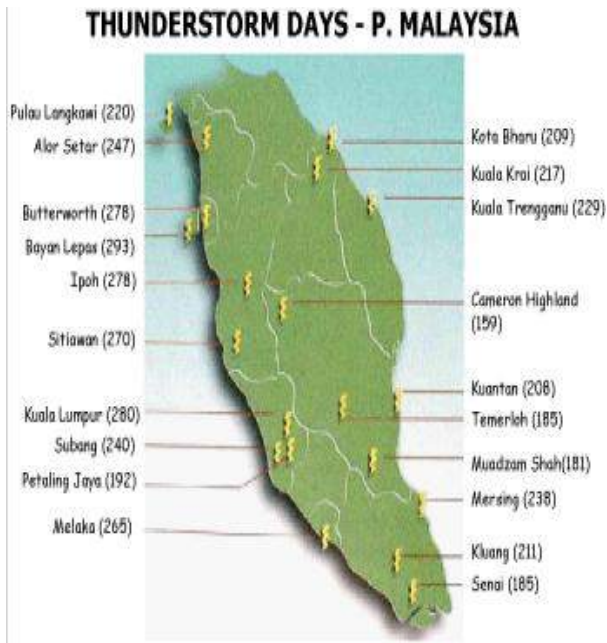 THUNDERSTORM DAYS - P. MALAYSIA
Pulau Langkawi (220)
Alor Setar (247)
Butterworth (278)
Bayan Lepas (293)
Ipoh (278)
Sitiawan (270)
Kuala Lumpur (280)
Subang (240)
Petaling Jaya (192)
Melaka (265)
Kota Bharu (209)
Kuala Krai (217)
Kuala Trengganu (229)
Cameron Highland
(159)
Kuantan (208)
Temerloh (185)
Muadzam Shah(181)
Mersing (238)
Kluang (211)
Senai (185)